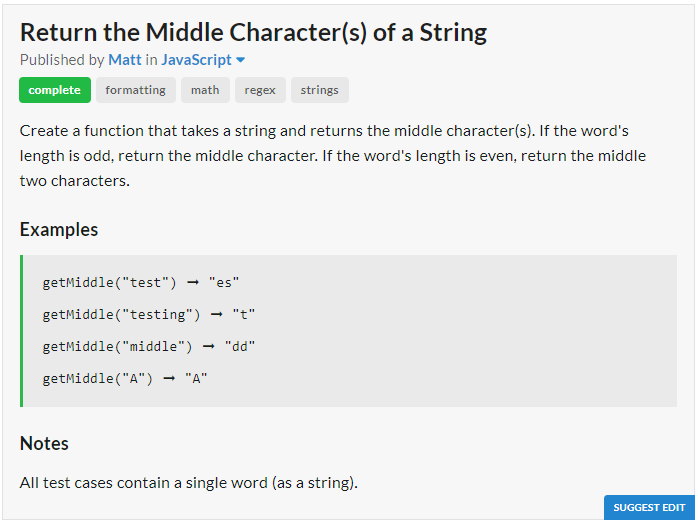 Return the Middle Character(s) of a String
Published by Matt in JavaScript
complete formatting math regex strings
Create a function that takes a string and returns the middle character(s). If the word's
length is odd, return the middle character. If the word's length is even, return the middle
two characters.
Examples
getMiddle("test") → "es"
getMiddle("testing") → "t"
getMiddle("middle") → "dd"
getMiddle("A") → "A"
Notes
All test cases contain a single word (as a string).
SUGGEST EDIT